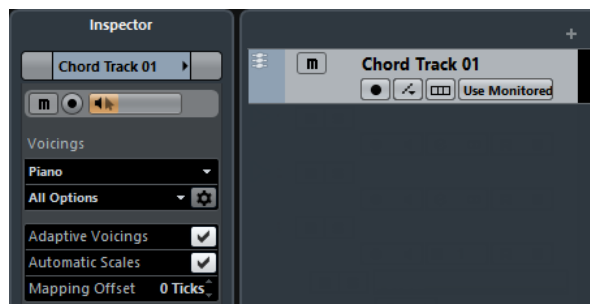 Inspector
Chord Track 01
m
Voicings
Piano
All Options
Adaptive Voicings
Automatic Scales
Mapping Offset 0 Ticks
+
m Chord Track 01
Use Monitored